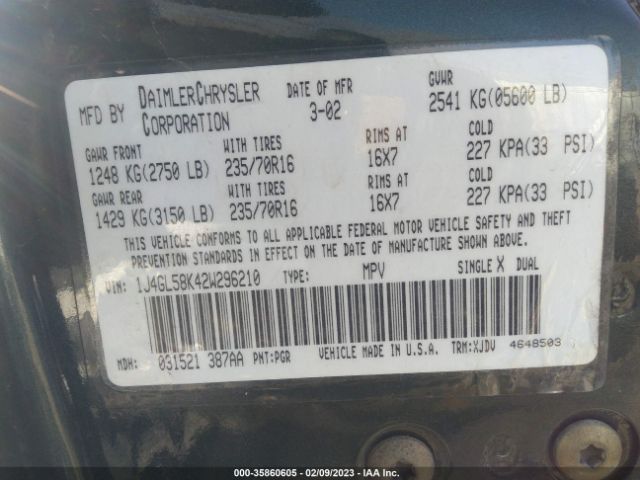 MFD BY DAIMLERCHRYSLER CORPORATION DATE OF MFR 3-02 GVWR 2541 KG(05600 LB)
GAWR FRONT WITH TIRES RIMS AT COLD
1248 KG(2750 LB) 235/70R16 16X7 227 KPA(33 PSI)
GAWR REAR WITH TIRES RIMS AT COLD
1429 KG(3150 LB) 235/70R16 16X7 227 KPA(33 PSI)
THIS VEHICLE CONFORMS TO ALL APPLICABLE FEDERAL MOTOR VEHICLE SAFETY AND THEFT
PREVENTION STANDARDS IN EFFECT ON THE DATE OF MANUFACTURE SHOWN ABOVE.
VIN: 1J4GL58K42W296210 TYPE: MPV SINGLE X DUAL
MDH: 031521 387AA PNT:PGR VEHICLE MADE IN U.S.A. TRM:XJDV 4648503
000-35860605 - 02/09/2023 - IAA Inc.